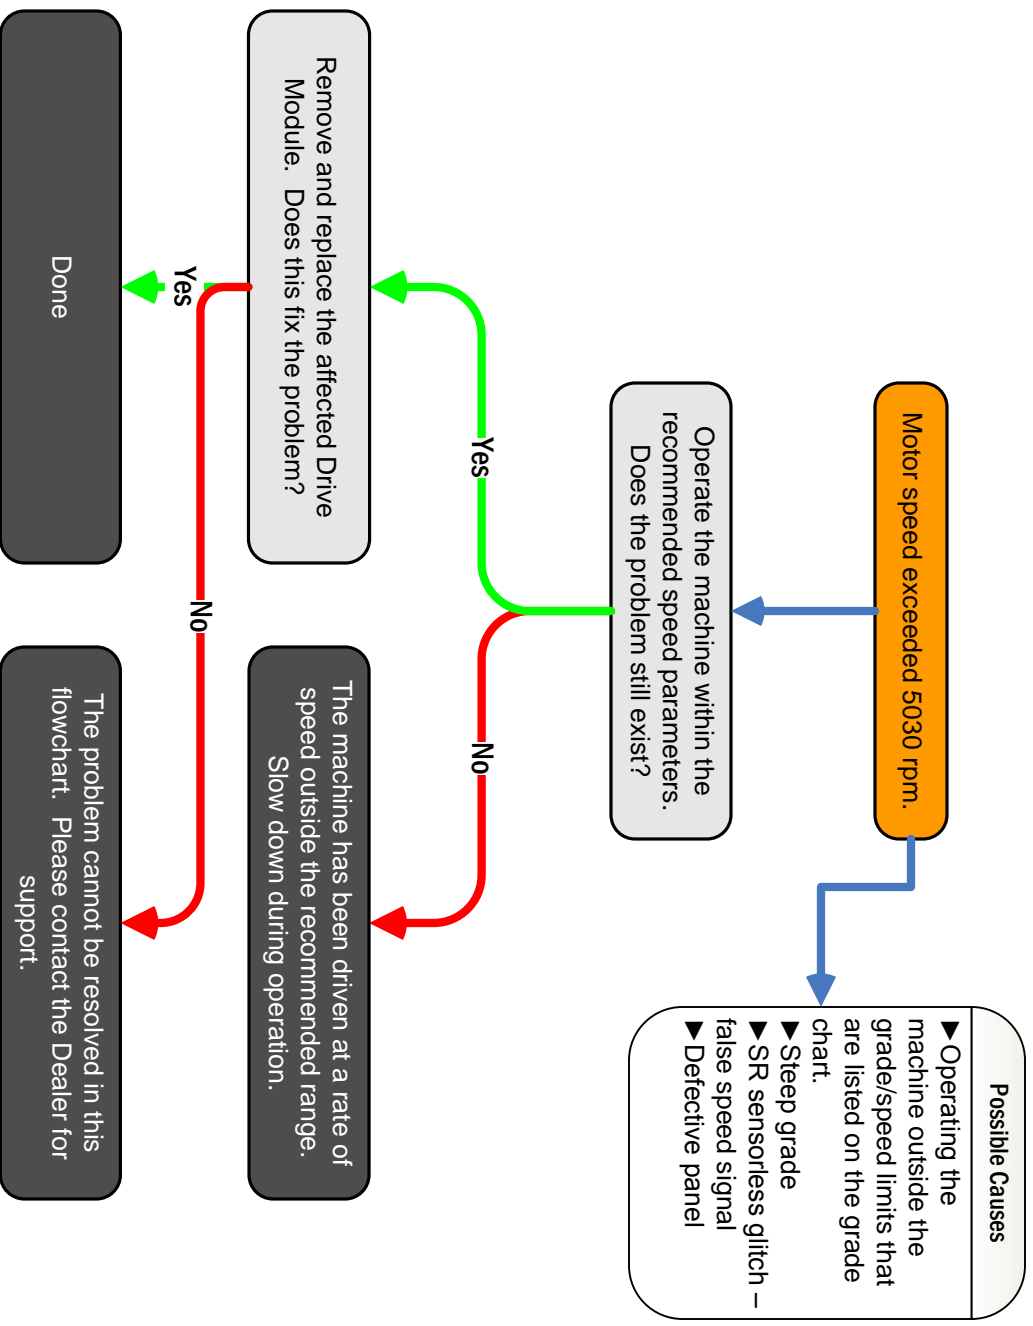 Motor speed exceeded 5030 rpm.
Possible Causes
►Operating the
machine outside the
grade/speed limits that
are listed on the grade
chart.
►Steep grade
►SR sensorless glitch –
false speed signal
►Defective panel
Operate the machine within the
recommended speed parameters.
Does the problem still exist?
Yes
No
Remove and replace the affected Drive
Module.  Does this fix the problem?
The machine has been driven at a rate of
speed outside the recommended range.
Slow down during operation.
Yes
No
Done
The problem cannot be resolved in this
flowchart.  Please contact the Dealer for
support.